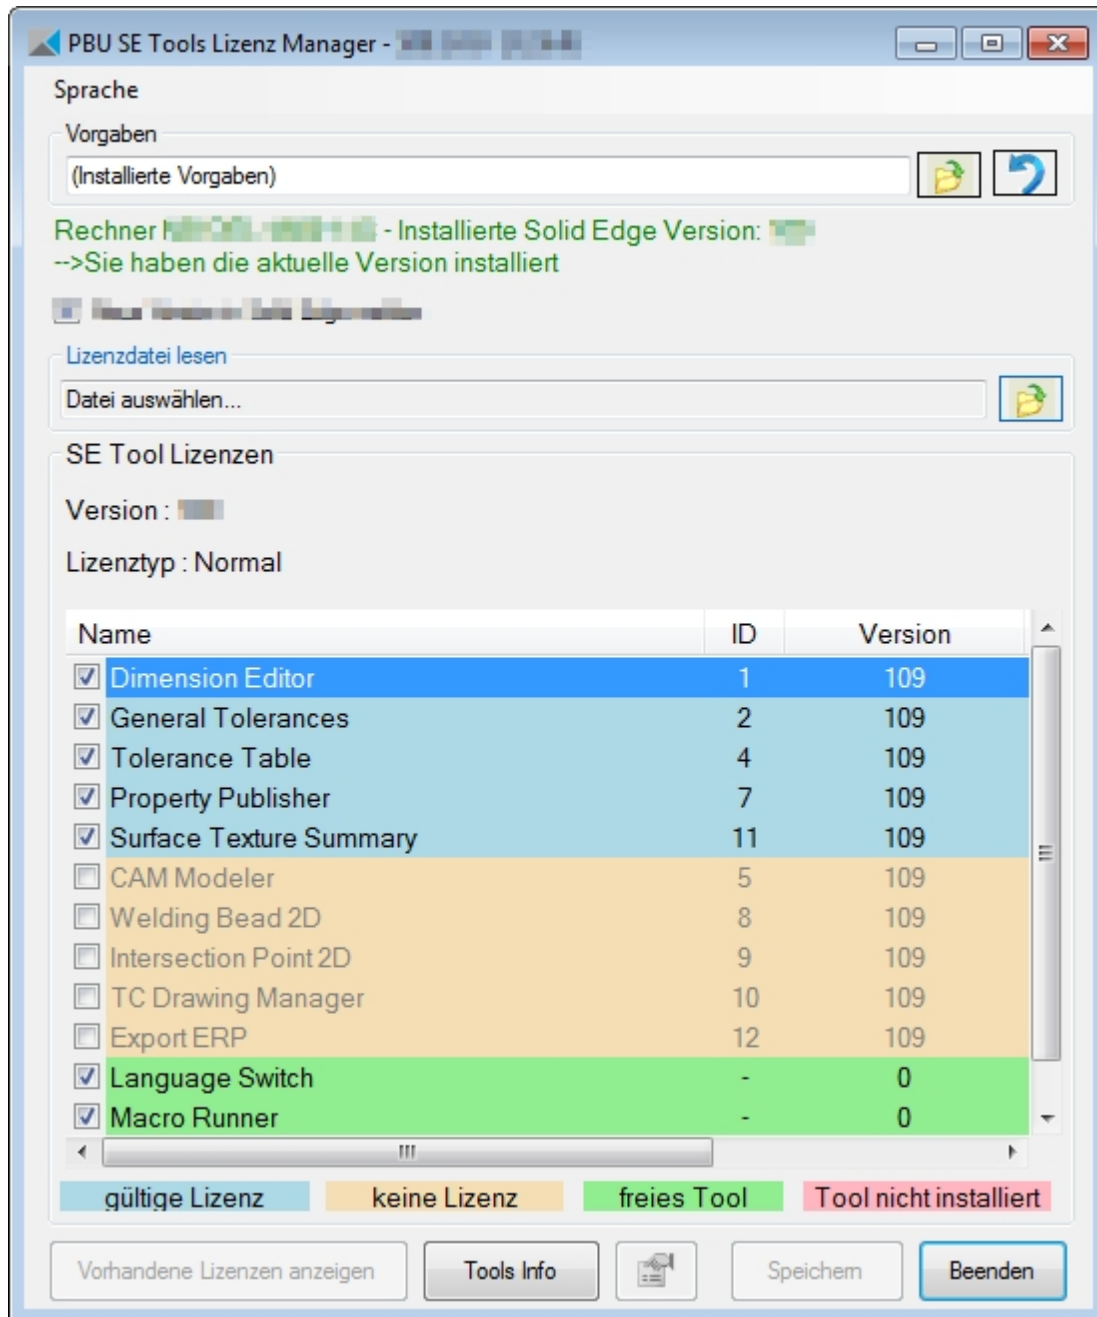 PBU SE Tools Lizenz Manager -
Sprache
Vorgaben
(Installierte Vorgaben)
Rechner - Installierte Solid Edge Version:
-->Sie haben die aktuelle Version installiert
Lizenzdatei lesen
Datei auswählen...
SE Tool Lizenzen
Version :
Lizenztyp : Normal
Name ID Version
Dimension Editor 1 109
General Tolerances 2 109
Tolerance Table 4 109
Property Publisher 7 109
Surface Texture Summary 11 109
CAM Modeler 5 109
Welding Bead 2D 8 109
Intersection Point 2D 9 109
TC Drawing Manager 10 109
Export ERP 12 109
Language Switch - 0
Macro Runner - 0
gültige Lizenz keine Lizenz freies Tool Tool nicht installiert
Vorhandene Lizenzen anzeigen Tools Info Speichern Beenden